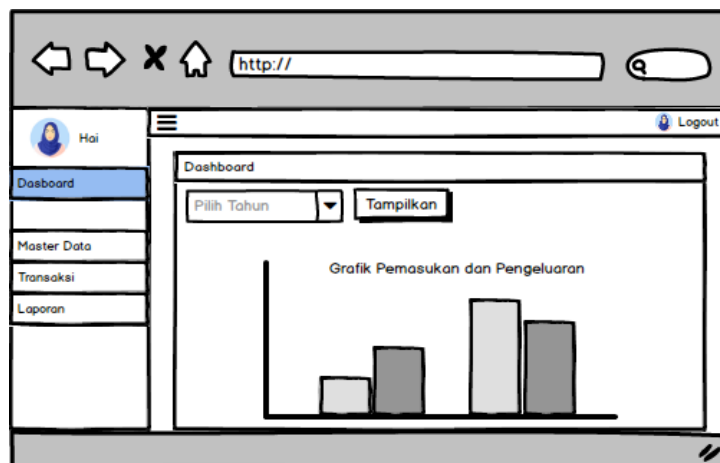 http://
Hai
Logout
Dasboard
Master Data
Transaksi
Laporan
Dashboard
Pilih Tahun
Tampilkan
Grafik Pemasukan dan Pengeluaran